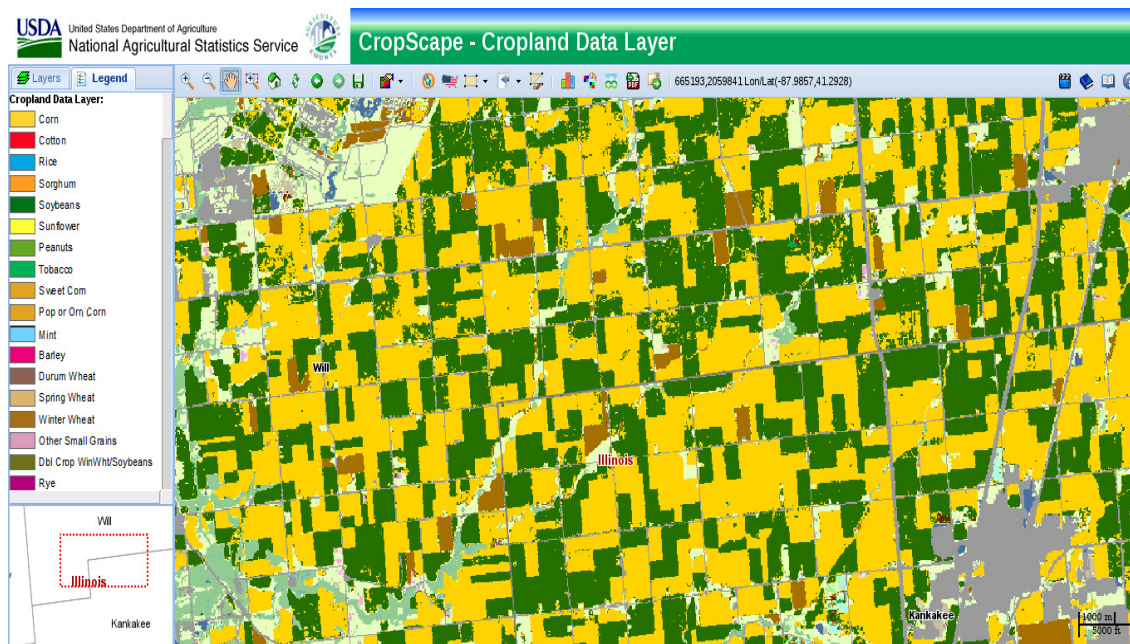 USDA United States Department of Agriculture
National Agricultural Statistics Service
AGRICULTURE COUNTS
CropScape - Cropland Data Layer
Layers Legend
665193,2059841 Lon/Lat(-87.9857,41.2928)
PDF
Cropland Data Layer:
Corn
Cotton
Rice
Sorghum
Soybeans
Sunflower
Peanuts
Tobacco
Sweet Corn
Pop or Orn Corn
Mint
Barley
Durum Wheat
Spring Wheat
Winter Wheat
Other Small Grains
Dbl Crop WinWht/Soybeans
Rye
Will
Illinois
Kankakee
Will
Illinois
Kankakee
1000 m
5000 ft